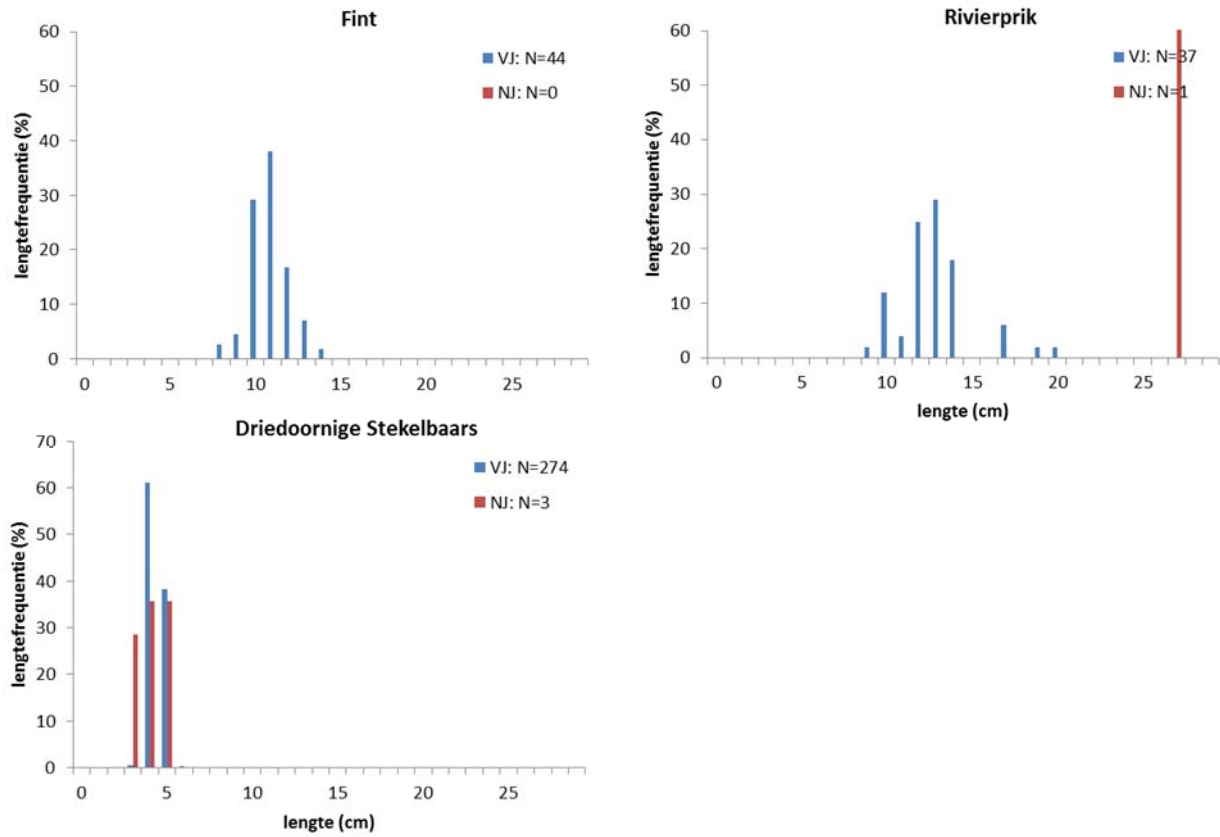 Fint
lengtefrequentie (%)
60
50
40
30
20
10
0
VJ: N=44
NJ: N=0
0 5 10 15 20 25
Rivierprik
lengtefrequentie (%)
60
50
40
30
20
10
0
VJ: N=37
NJ: N=1
0 5 10 15 20 25
lengte (cm)
Driedoornige Stekelbaars
lengtefrequentie (%)
70
60
50
40
30
20
10
0
VJ: N=274
NJ: N=3
0 5 10 15 20 25
lengte (cm)